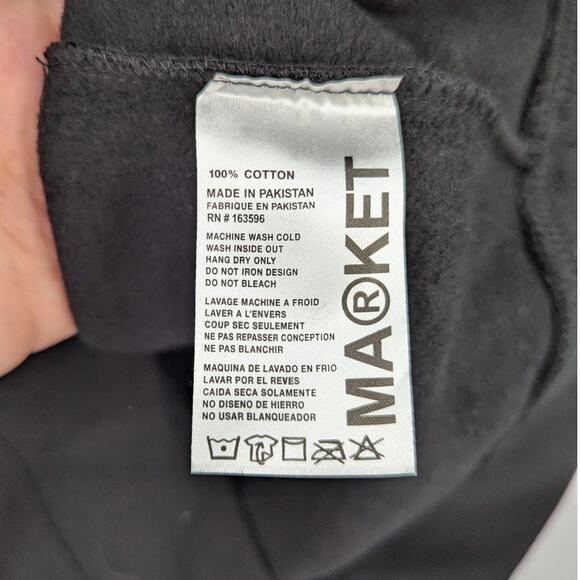 100% COTTON
MADE IN PAKISTAN
FABRIQUE EN PAKISTAN
RN # 163596
MACHINE WASH COLD
WASH INSIDE OUT
HANG DRY ONLY
DO NOT IRON DESIGN
DO NOT BLEACH
LAVAGE MACHINE A FROID
LAVER A L'ENVERS
COUP SEC SEULEMENT
NE PAS REPASSER CONCEPTION
NE PAS BLANCHIR
MAQUINA DE LAVADO EN FRIO
LAVAR POR EL REVES
CAIDA SECA SOLAMENTE
NO DISENO DE HIERRO
NO USAR BLANQUEADOR
MA®KET